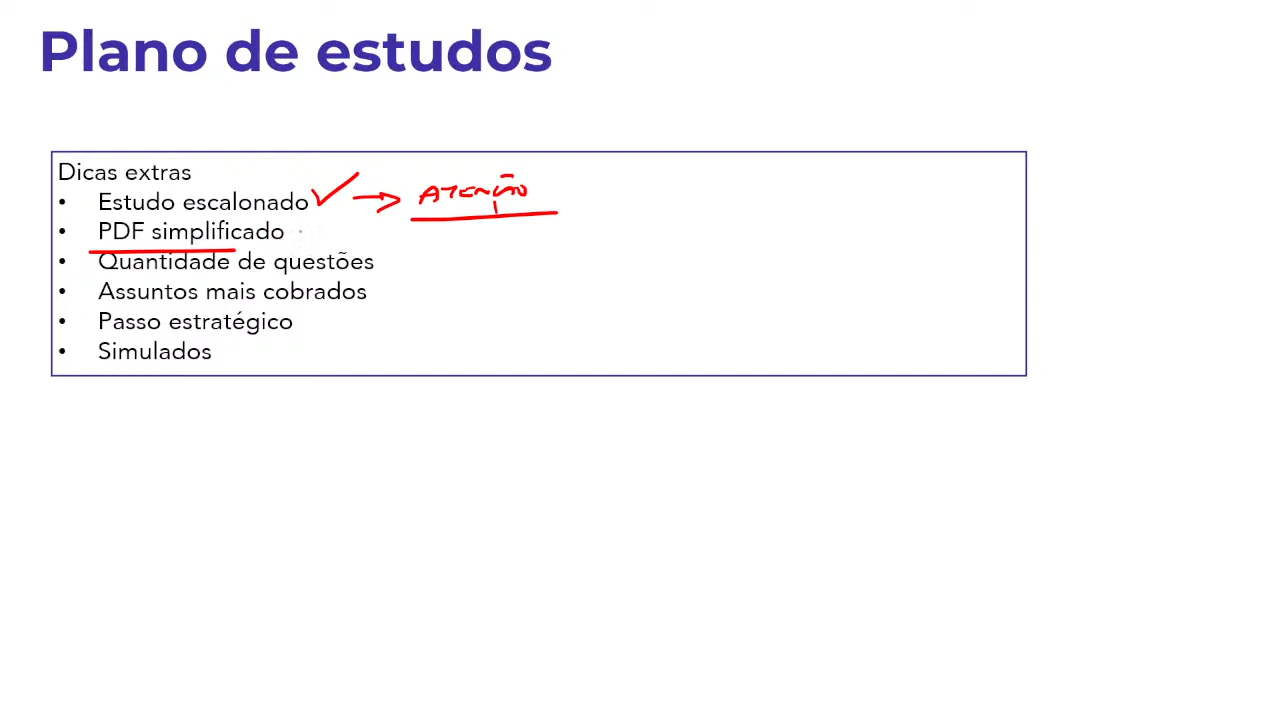 Plano de estudos
Dicas extras
• Estudo escalonado ATENÇÃO
• PDF simplificado
• Quantidade de questões
• Assuntos mais cobrados
• Passo estratégico
• Simulados